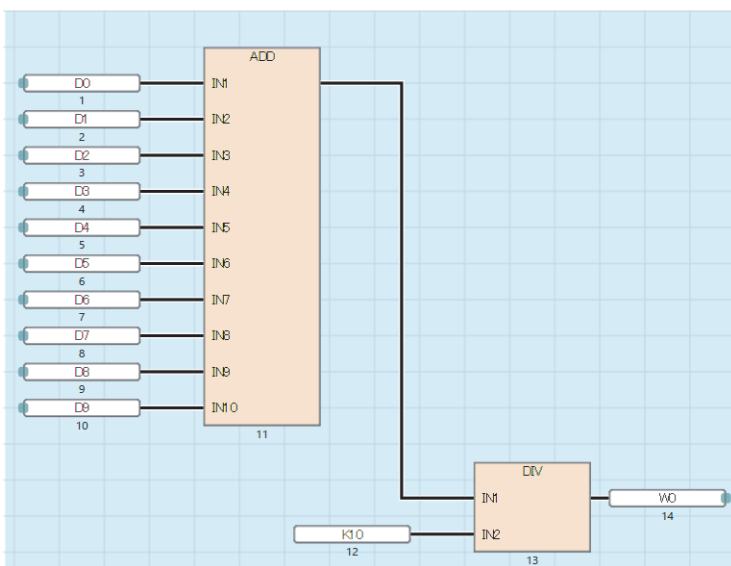 ADD
D0 IN1
1
D1 IN2
2
D2 IN3
3
D3 IN4
4
D4 IN5
5
D5 IN6
6
D6 IN7
7
D7 IN8
8
D8 IN9
9
D9 IN10
10
11
DIV
IN1 W0
14
K10 IN2
12
13